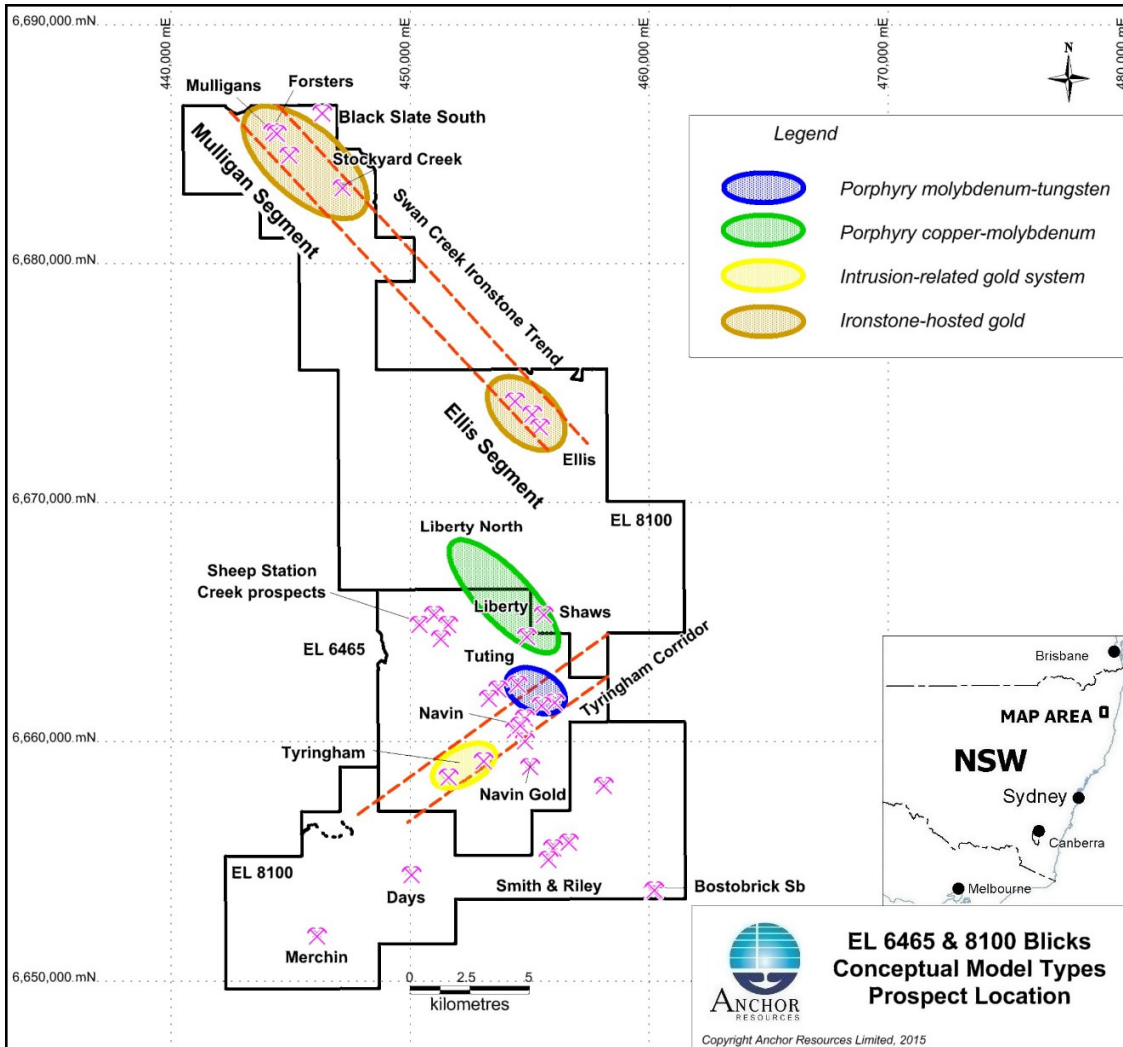 6,690,000 mN
440,000 mE
450,000 mE
460,000 mE
470,000 mE
480,000 mE
N
Mulligans
Forsters
Black Slate South
Stockyard Creek
Mulligan Segment
Swan Creek Ironstone Trend
Legend
Porphyry molybdenum-tungsten
Porphyry copper-molybdenum
Intrusion-related gold system
Ironstone-hosted gold
6,680,000 mN
Ellis Segment
Ellis
6,670,000 mN
EL 8100
Liberty North
Sheep Station
Creek prospects
Liberty
Shaws
EL 6465
Tuting
Tyringham Corridor
Navin
6,660,000 mN
Tyringham
Navin Gold
EL 8100
Days
Smith & Riley
Bostobrick Sb
Merchin
6,650,000 mN
0 2.5 5
kilometres
Brisbane
MAP AREA
NSW
Sydney
Canberra
Melbourne
ANCHOR
RESOURCES
EL 6465 & 8100 Blicks
Conceptual Model Types
Prospect Location
Copyright Anchor Resources Limited, 2015